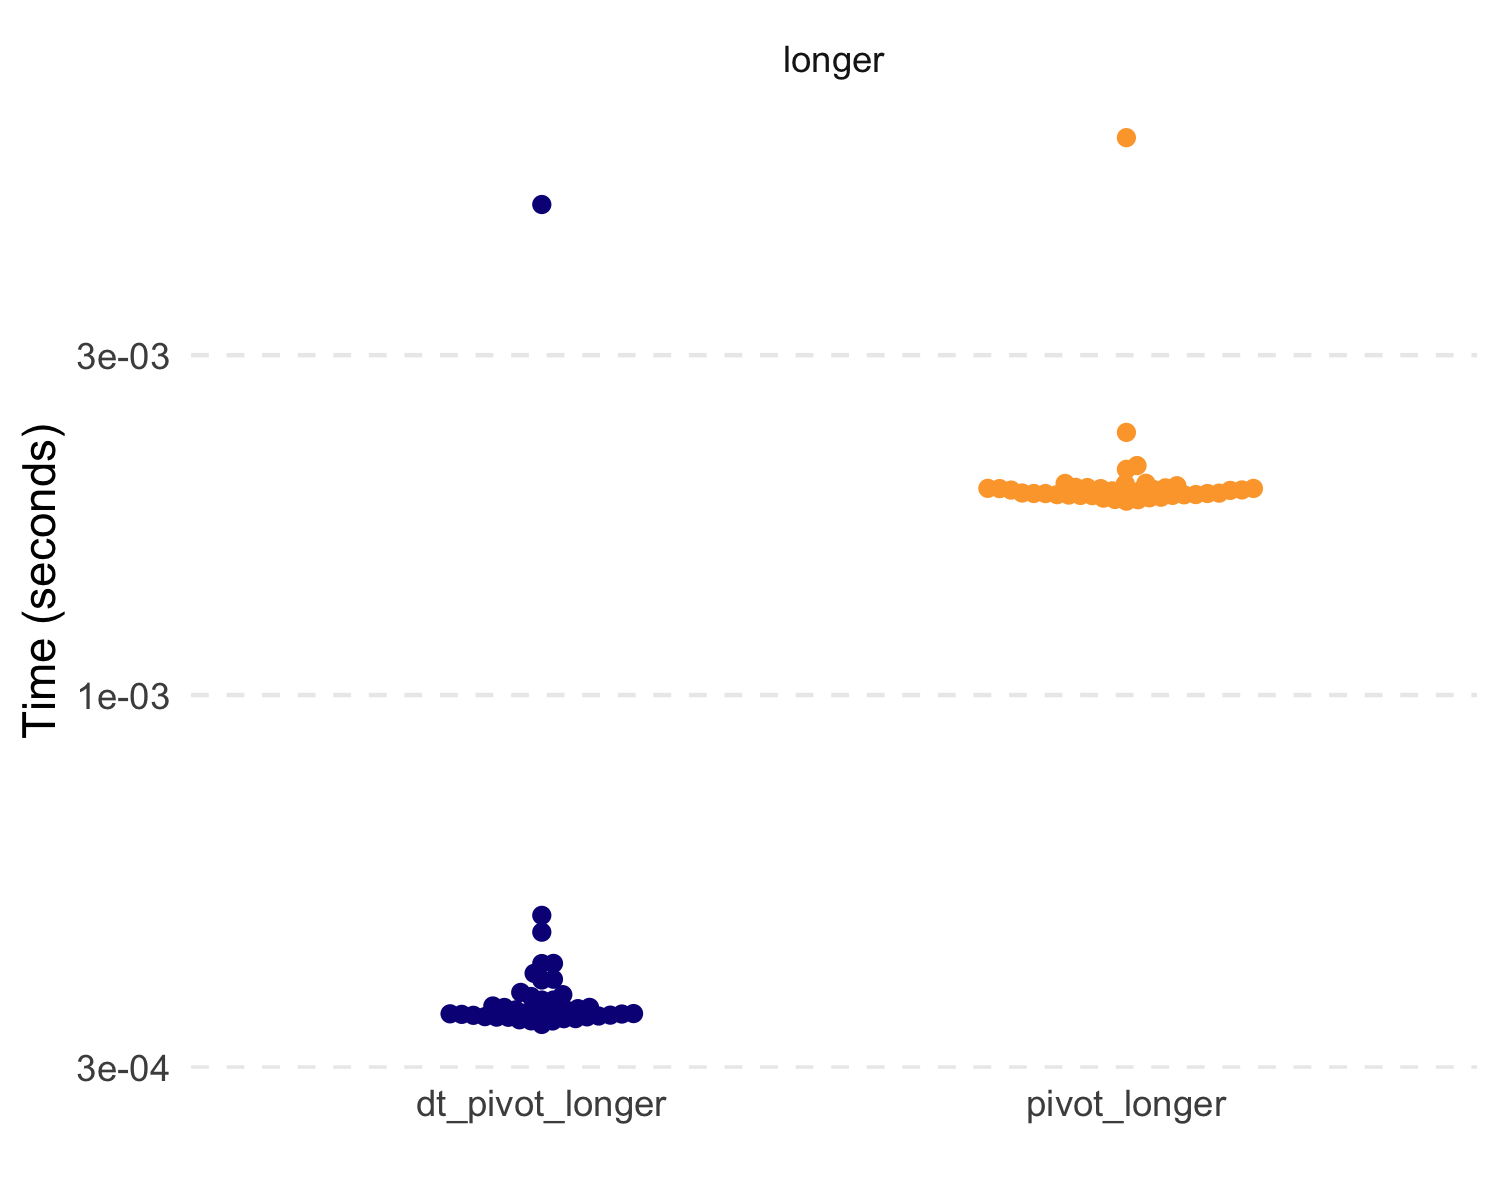 longer
Time (seconds)
3e-03
1e-03
3e-04
dt_pivot_longer
pivot_longer